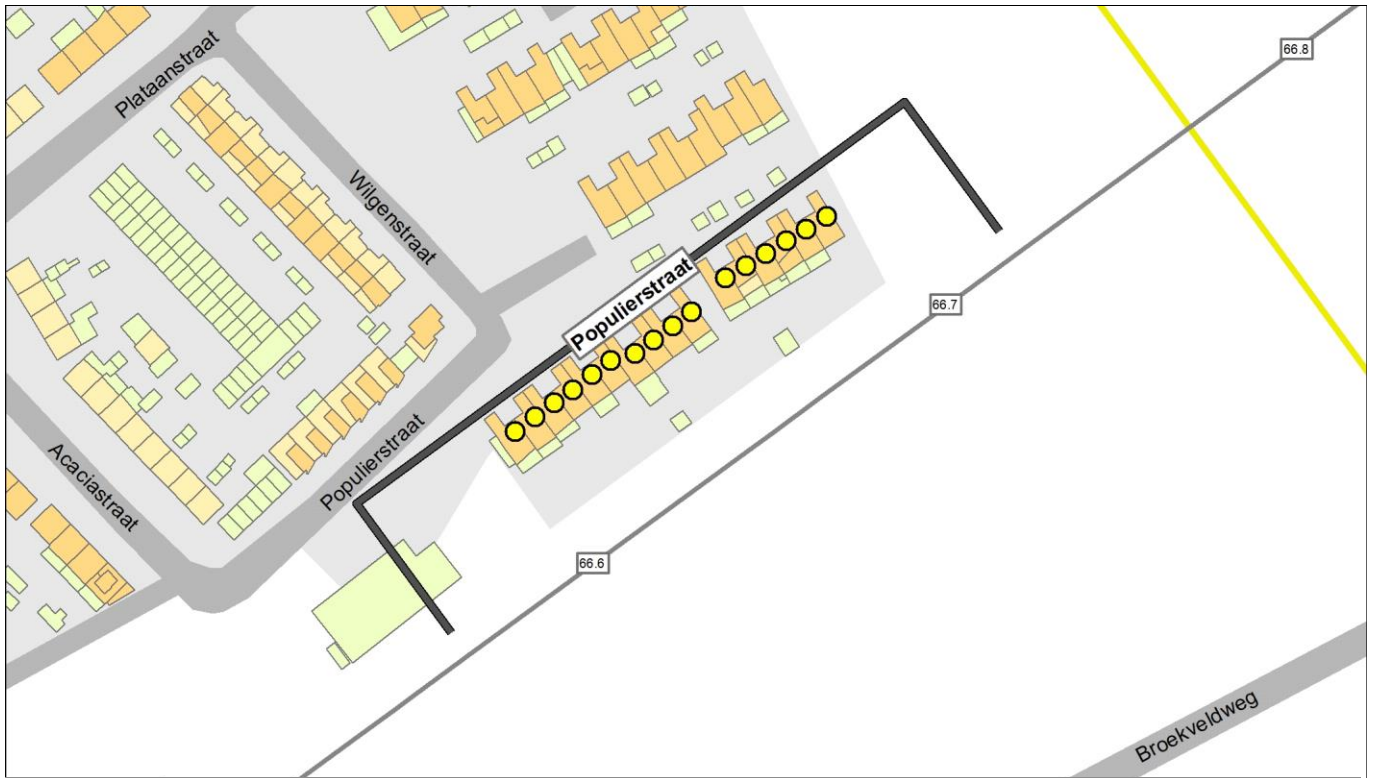 66.8
Plataanstraat
Wilgenstraat
Populierstraat
66.7
Populierstraat
Acaciastraat
66.6
Broekveldweg